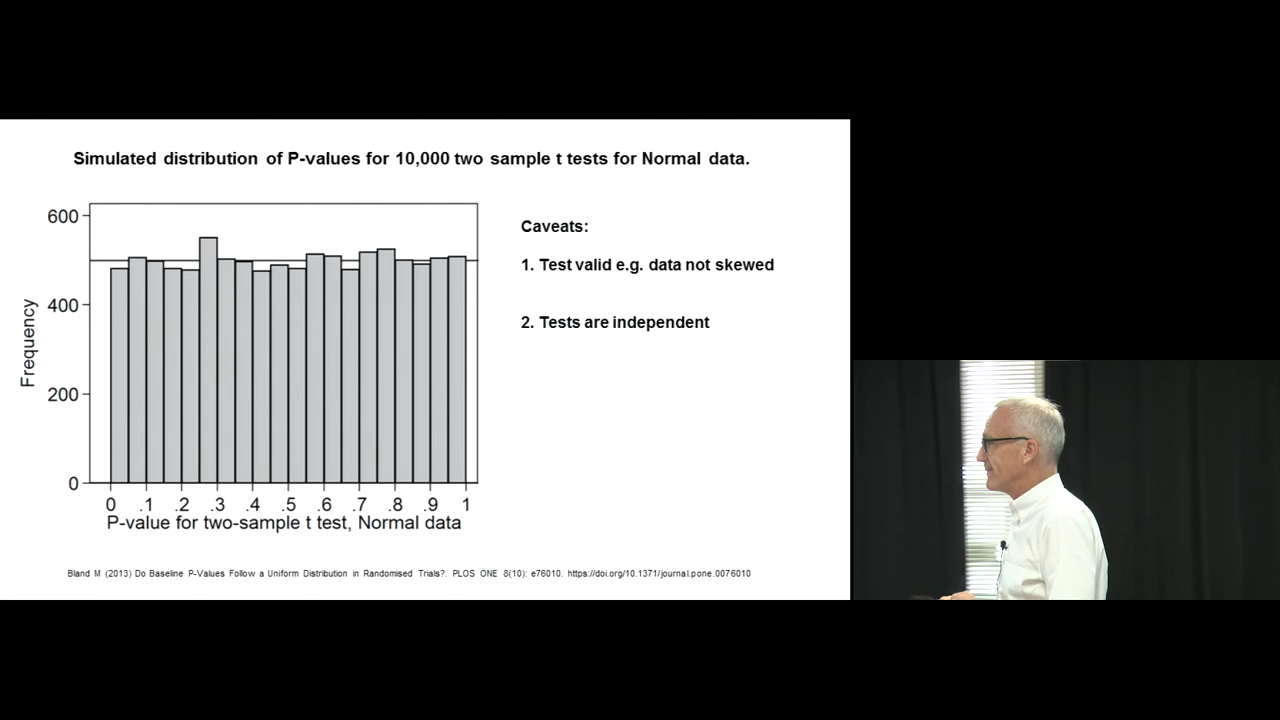 Simulated distribution of P-values for 10,000 two sample t tests for Normal data.
600
400
200
0
Frequency
0 .1 .2 .3 .4 .5 .6 .7 .8 .9 1
P-value for two-sample t test, Normal data
Caveats:
1. Test valid e.g. data not skewed
2. Tests are independent
Bland M (2013) Do Baseline P-Values Follow a Uniform Distribution in Randomised Trials?. PLOS ONE 8(10): e76010. https://doi.org/10.1371/journal.pone.0076010